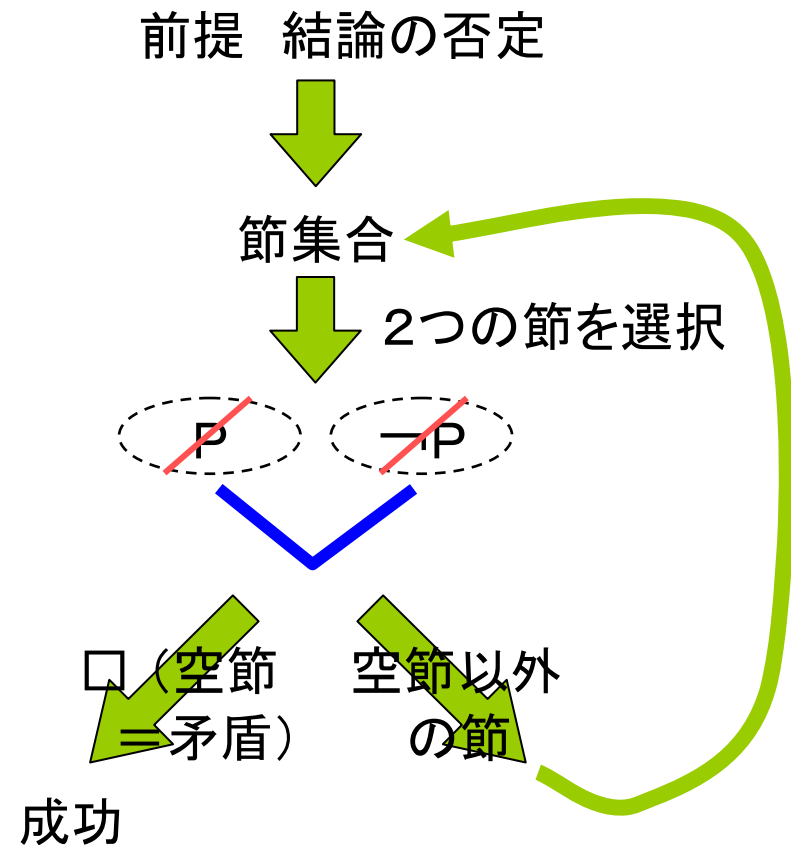 前提　結論の否定
節集合
２つの節を選択
P
￢P
□（空節
＝矛盾）
空節以外
の節
成功